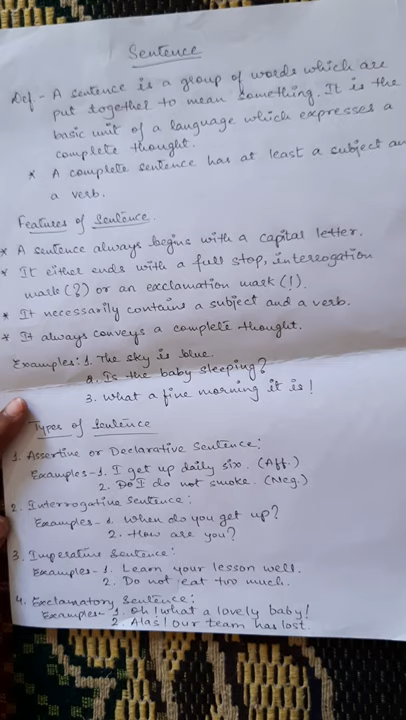 Sentence
Def.- A sentence is a group of words which are
put together to mean something. It is the
basic unit of a language which expresses a
complete thought.
* A complete sentence has at least a subject an
a verb.
Features of Sentence.
* A sentence always begins with a capital letter.
* It either ends with a full stop, interrogation
mark (?) or an exclamation mark (!).
* It necessarily contains a subject and a verb.
* It always conveys a complete thought.
Examples: 1. The sky is blue.
2. Is the baby sleeping?
3. What a fine morning it is!
Types of Sentence
1. Assertine or Declarative Sentence:
Examples- 1. I get up daily six. (Aff.)
2. Do I do not smoke. (Neg.)
2. Interrogative Sentence:
Examples- 1. When do you get up?
2. How are you?
3. Imperative Sentence:
Examples- 1. Learn your lesson well.
2. Do not eat too much.
4. Exclamatory Sentence:
Examples- 1. Oh! What a lovely baby!
2. Alas! Our team has lost.